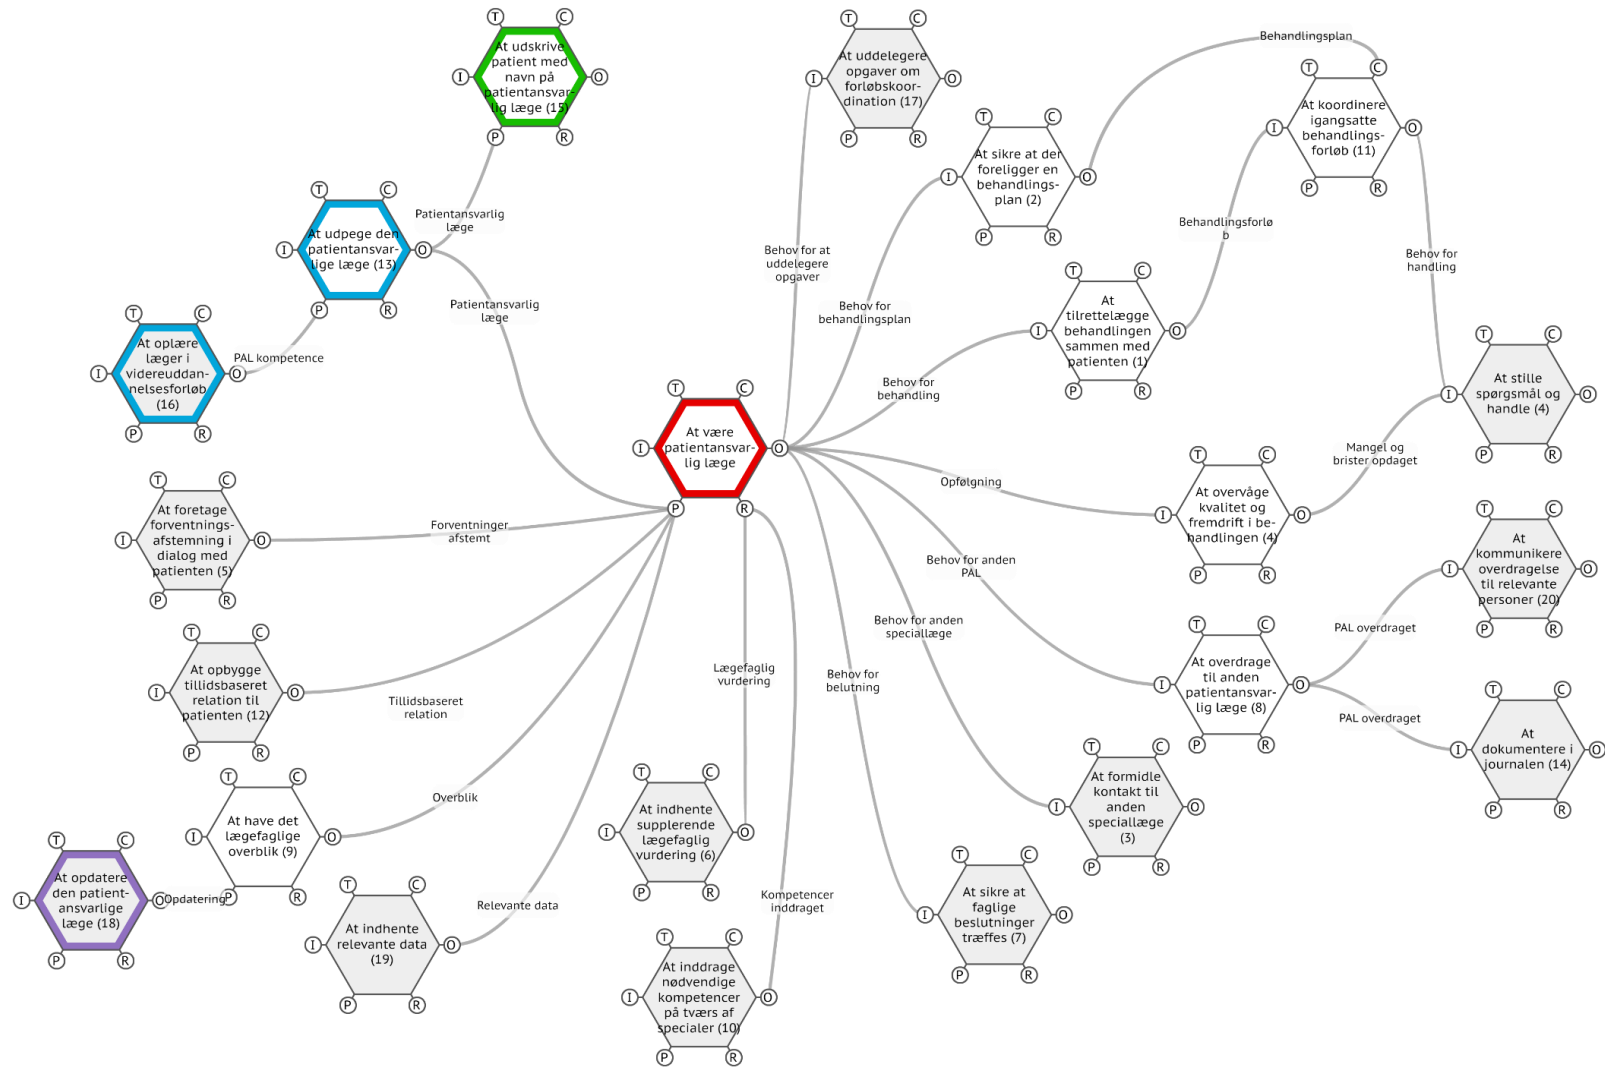 T
C
At udskrive
patient med
navn på
patientansvar-
lig læge (15)
I
O
P
R
Patientansvarlig
læge
T
C
At udpege den
patientansvar-
lige læge (13)
I
O
P
R
Patientansvarlig
læge
PAL kompetence
T
C
At oplære
læger i
videreuddan-
nelsesforløb
(16)
I
O
P
R
T
C
At foretage
forventnings-
afstemning i
dialog med
patienten (5)
I
O
P
R
Forventninger
afstemt
T
C
At opbygge
tillidsbaseret
relation til
patienten (12)
I
O
P
R
Tillidsbaseret
relation
T
C
At have det
lægefaglige
overblik (9)
I
O
P
R
Overblik
T
C
At opdatere
den patient-
ansvarlige
læge (18)
I
O
P
R
Opdatering
T
C
At indhente
relevante data
(19)
I
O
P
R
Relevante data
T
C
At være
patientansvar-
lig læge
I
O
P
R
Lægefaglig
vurdering
T
C
At indhente
supplerende
lægefaglig
vurdering (6)
I
O
P
R
Kompetencer
inddraget
T
C
At inddrage
nødvendige
kompetencer
på tværs af
specialer (10)
I
O
P
R
T
C
At uddelegere
opgaver om
forløbskoor-
dination (17)
I
O
P
R
Behov for at
uddelegere
opgaver
T
C
At sikre at der
foreligger en
behandlings-
plan (2)
I
O
P
R
Behov for
behandlingsplan
Behandlingsplan
T
C
At koordinere
igangsatte
behandlings-
forløb (11)
I
O
P
R
Behandlingsforlø
b
Behov for
handling
T
C
At
tilrettelægge
behandlingen
sammen med
patienten (1)
I
O
P
R
Behov for
behandling
T
C
At stille
spørgsmål og
handle (4)
I
O
P
R
Mangel og
brister opdaget
Opfølgning
T
C
At overvåge
kvalitet og
fremdrift i be-
handlingen (4)
I
O
P
R
Behov for anden
PAL
T
C
At
kommunikere
overdragelse
til relevante
personer (20)
I
O
P
R
PAL overdraget
T
C
At overdrage
til anden
patientansvar-
lig læge (8)
I
O
P
R
PAL overdraget
T
C
At
dokumentere i
journalen (14)
I
O
P
R
Behov for anden
speciallæge
T
C
At formidle
kontakt til
anden
speciallæge
(3)
I
O
P
R
Behov for
belutning
T
C
At sikre at
faglige
beslutninger
træffes (7)
I
O
P
R